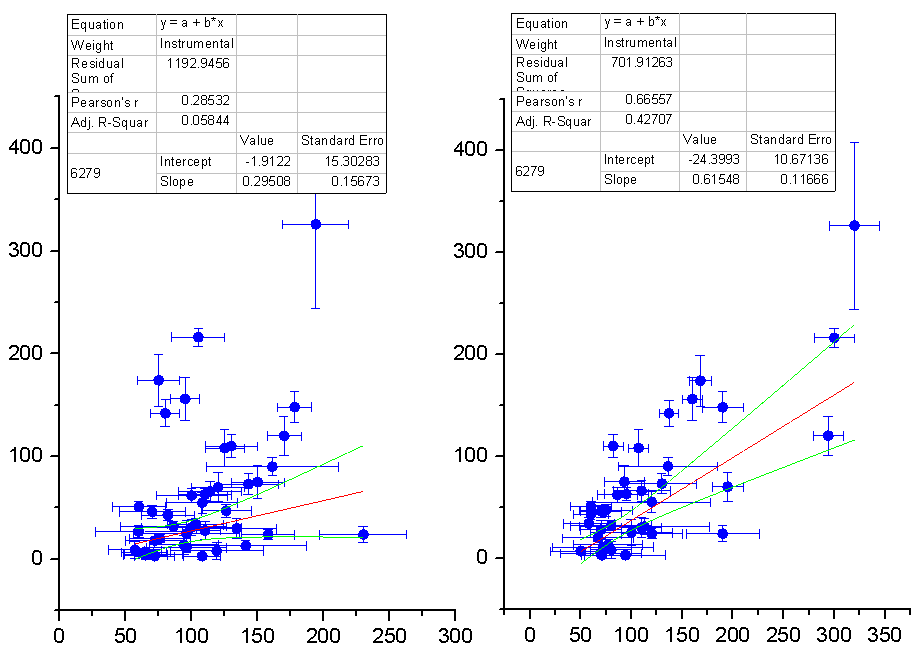 Equation y = a + b*x
Weight Instrumental
Residual 1192.9456
Sum of
Pearson's r 0.28532
Adj. R-Squar 0.05844
Value Standard Erro
6279
Intercept -1.9122 15.30283
Slope 0.29508 0.15673
400
300
200
100
0
0 50 100 150 200 250 300
Equation y = a + b*x
Weight Instrumental
Residual 701.91263
Sum of
Pearson's r 0.66557
Adj. R-Squar 0.42707
Value Standard Erro
6279
Intercept -24.3993 10.67136
Slope 0.61548 0.11666
400
300
200
100
0
0 50 100 150 200 250 300 350